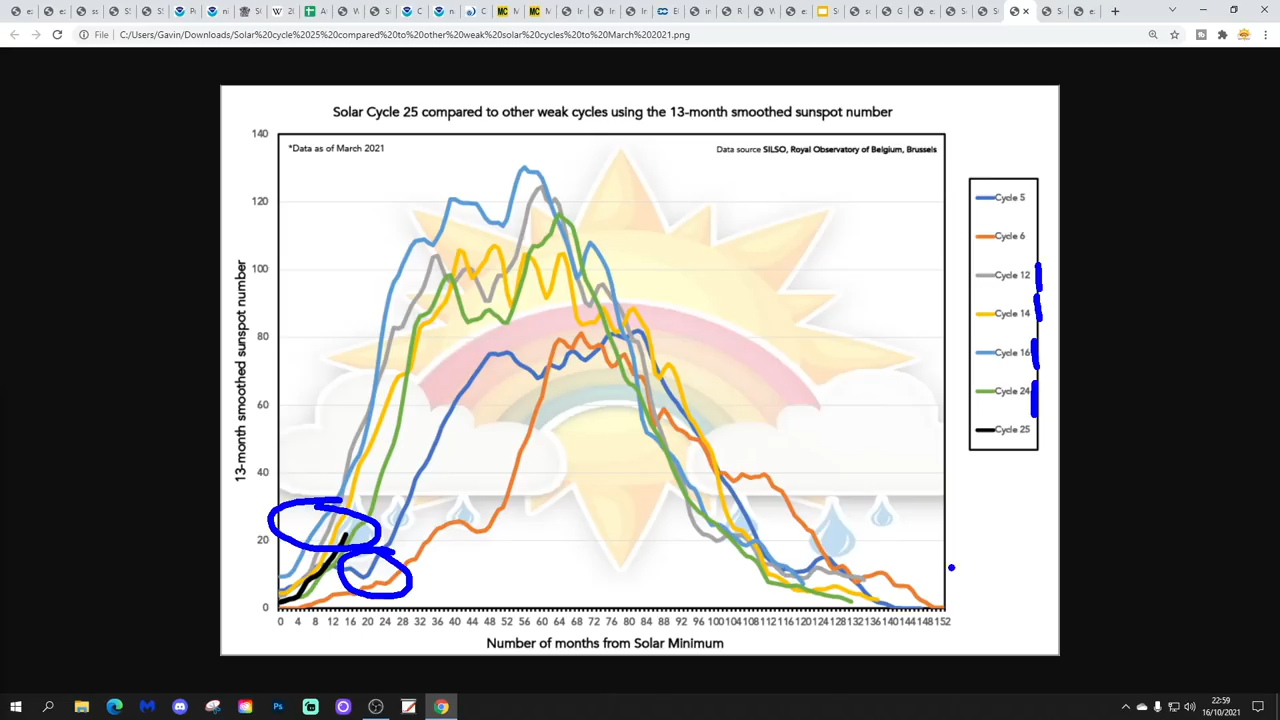 File
C:/Users/Gavin/Downloads/Solar%20cycle%2025%20compared%20to%20other%20weak%20solar%20cycles%20to%20March%202021.png
Solar Cycle 25 compared to other weak cycles using the 13-month smoothed sunspot number
*Data as of March 2021
Data source SILSO, Royal Observatory of Belgium, Brussels
13-month smoothed sunspot number
140
120
100
80
60
40
20
0
0 4 8 12 16 20 24 28 32 36 40 44 48 52 56 60 64 68 72 76 80 84 88 92 96 100 104 108 112 116 120 124 128 132 136 140 144 148 152
Number of months from Solar Minimum
Cycle 5
Cycle 6
Cycle 12
Cycle 14
Cycle 16
Cycle 24
Cycle 25
22:59
16/10/2021